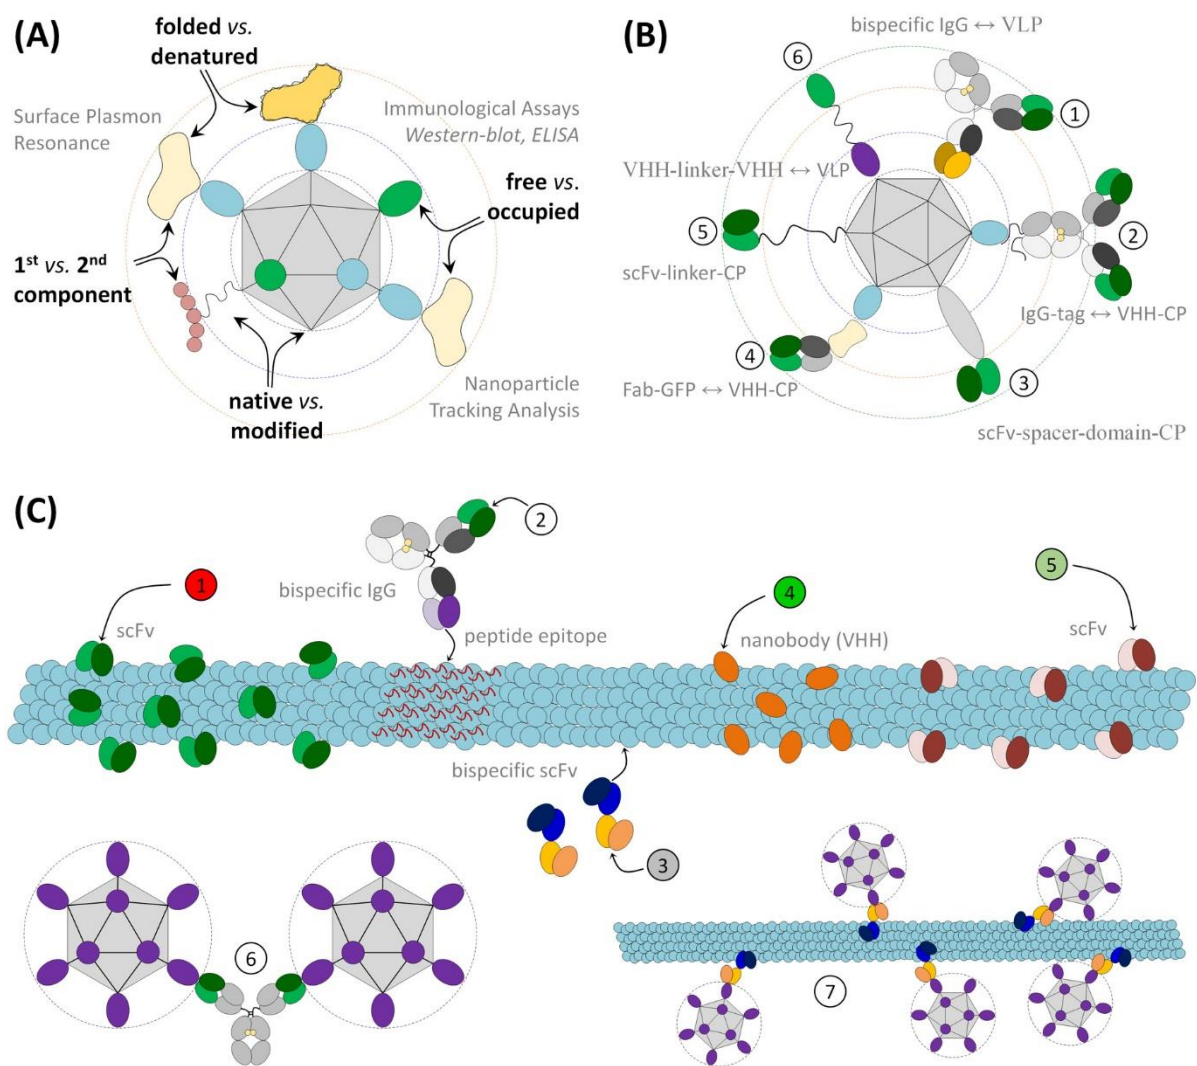 (A)
folded vs.
denatured
Surface Plasmon
Resonance
Immunological Assays
Western-blot, ELISA
free vs.
occupied
1st vs. 2nd
component
native vs.
modified
Nanoparticle
Tracking Analysis
(B)
bispecific IgG ↔ VLP
6
1
VHH-linker-VHH ↔ VLP
5
2
scFv-linker-CP
IgG-tag ↔ VHH-CP
4
3
Fab-GFP ↔ VHH-CP
scFv-spacer-domain-CP
(C)
2
1
bispecific IgG
scFv
peptide epitope
4
nanobody (VHH)
5
scFv
bispecific scFv
3
6
7